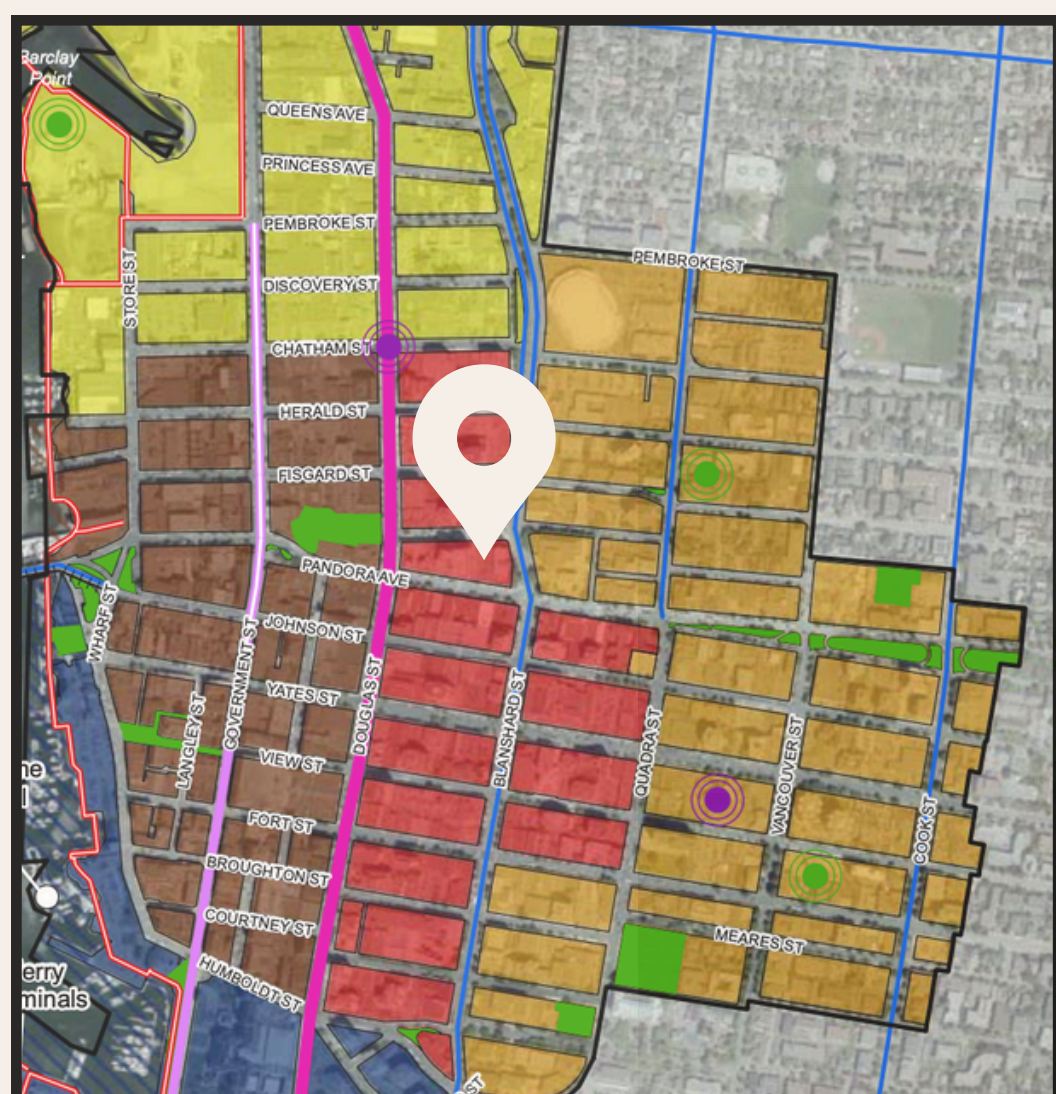 Barclay
Point
QUEENS AVE
PRINCESS AVE
PEMBROKE ST
PEMBROKE ST
STORE ST
DISCOVERY ST
CHATHAM ST
HERALD ST
FISGARD ST
PANDORA AVE
WHARF ST
JOHNSON ST
GOVERNMENT ST
YATES ST
DOUGLAS ST
LANGLEY ST
BLANSHARD ST
QUADRA ST
VANCOUVER ST
VIEW ST
COOK ST
FORT ST
BROUGHTON ST
COURTNEY ST
MEARES ST
HUMBOLDT ST
erry
minals
ST